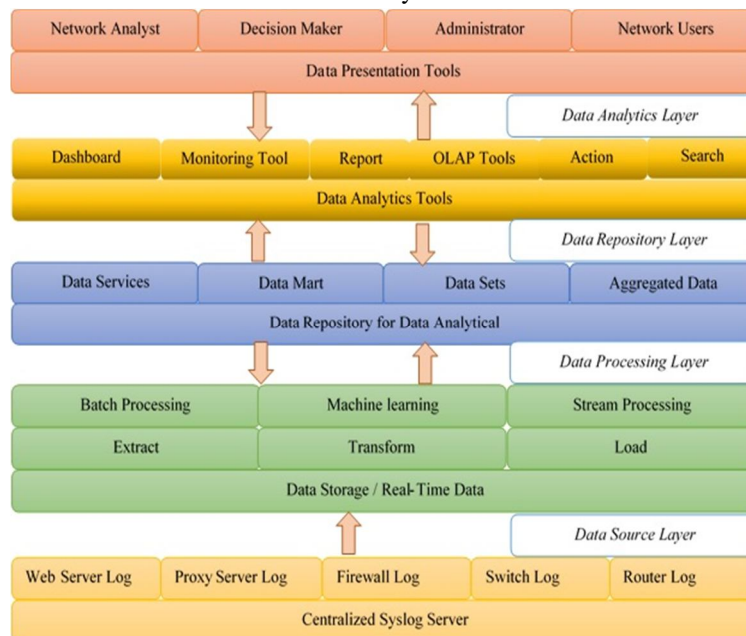 Network Analyst Decision Maker Administrator Network Users
Data Presentation Tools
Data Analytics Layer
Dashboard Monitoring Tool Report OLAP Tools Action Search
Data Analytics Tools
Data Repository Layer
Data Services Data Mart Data Sets Aggregated Data
Data Repository for Data Analytical
Data Processing Layer
Batch Processing Machine learning Stream Processing
Extract Transform Load
Data Storage / Real-Time Data
Data Source Layer
Web Server Log Proxy Server Log Firewall Log Switch Log Router Log
Centralized Syslog Server